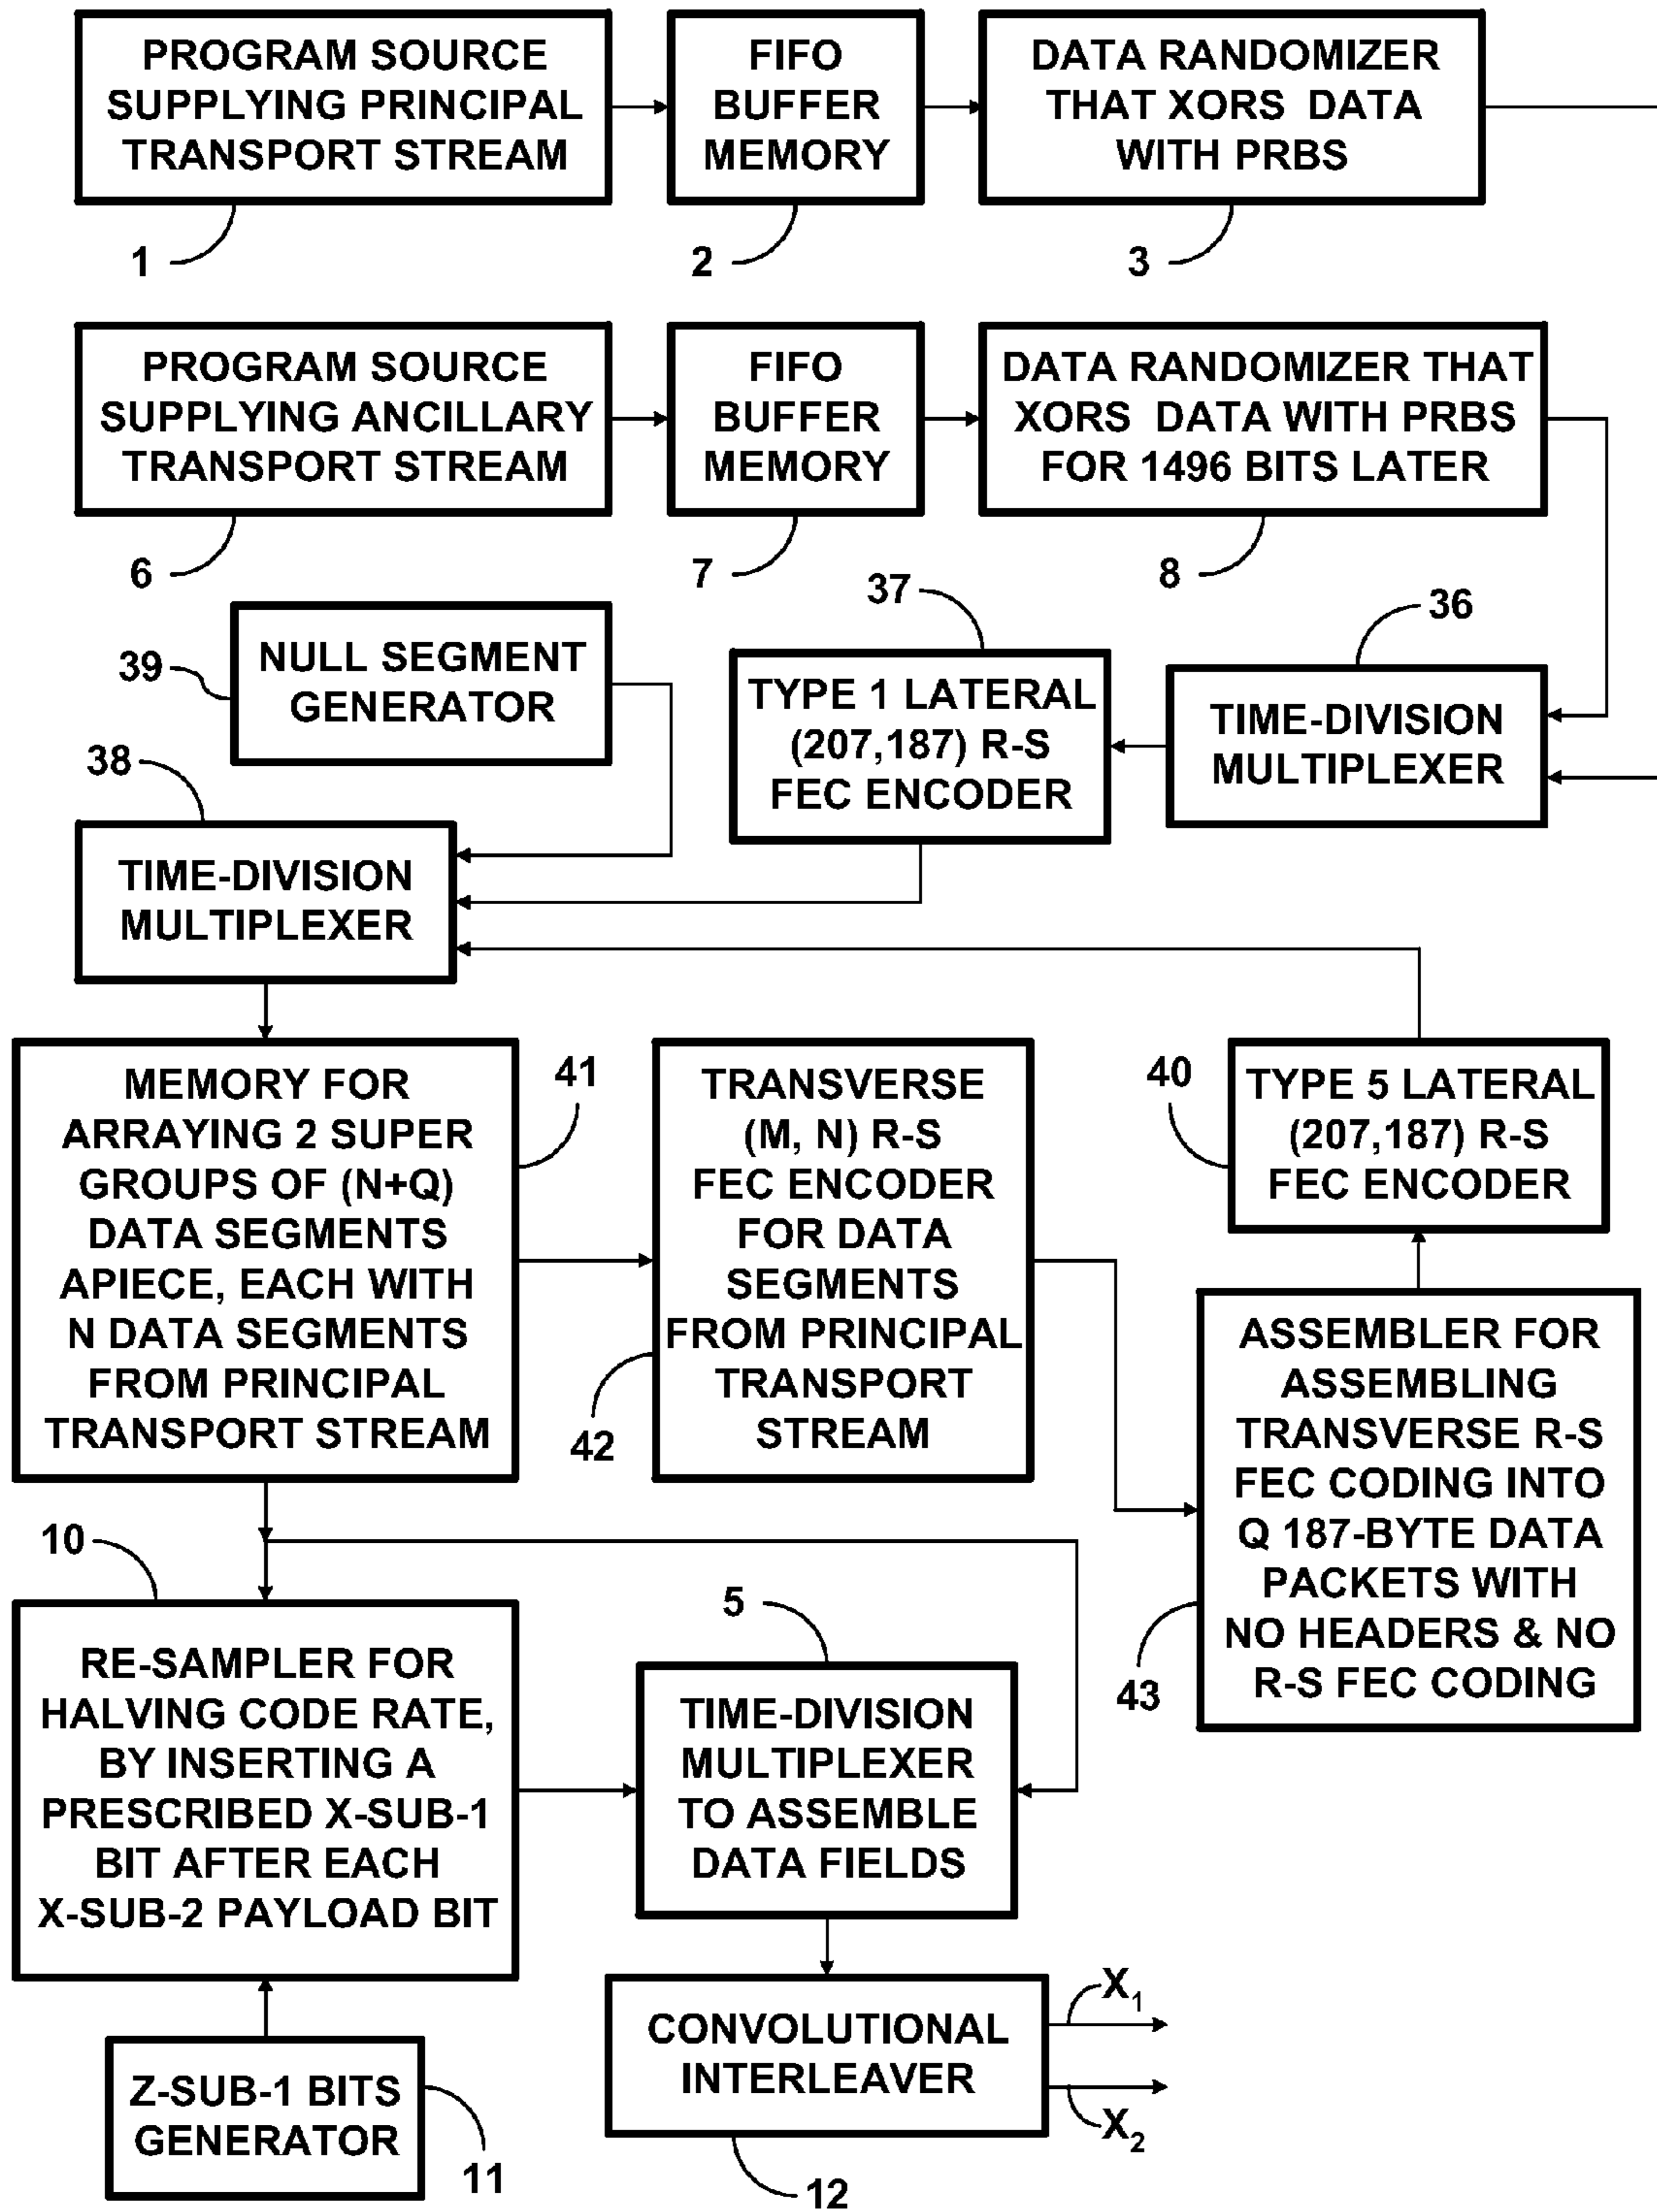 PROGRAM SOURCE
SUPPLYING PRINCIPAL
TRANSPORT STREAM
1
FIFO
BUFFER
MEMORY
2
DATA RANDOMIZER
THAT XORS DATA
WITH PRBS
3
PROGRAM SOURCE
SUPPLYING ANCILLARY
TRANSPORT STREAM
6
FIFO
BUFFER
MEMORY
7
DATA RANDOMIZER THAT
XORS DATA WITH PRBS
FOR 1496 BITS LATER
8
39
NULL SEGMENT
GENERATOR
37
TYPE 1 LATERAL
(207,187) R-S
FEC ENCODER
36
TIME-DIVISION
MULTIPLEXER
38
TIME-DIVISION
MULTIPLEXER
MEMORY FOR
ARRAYING 2 SUPER
GROUPS OF (N+Q)
DATA SEGMENTS
APIECE, EACH WITH
N DATA SEGMENTS
FROM PRINCIPAL
TRANSPORT STREAM
41
TRANSVERSE
(M, N) R-S
FEC ENCODER
FOR DATA
SEGMENTS
FROM PRINCIPAL
TRANSPORT
STREAM
42
40
TYPE 5 LATERAL
(207,187) R-S
FEC ENCODER
ASSEMBLER FOR
ASSEMBLING
TRANSVERSE R-S
FEC CODING INTO
Q 187-BYTE DATA
PACKETS WITH
NO HEADERS & NO
R-S FEC CODING
43
10
RE-SAMPLER FOR
HALVING CODE RATE,
BY INSERTING A
PRESCRIBED X-SUB-1
BIT AFTER EACH
X-SUB-2 PAYLOAD BIT
5
TIME-DIVISION
MULTIPLEXER
TO ASSEMBLE
DATA FIELDS
Z-SUB-1 BITS
GENERATOR
11
CONVOLUTIONAL
INTERLEAVER
12
X1
X2